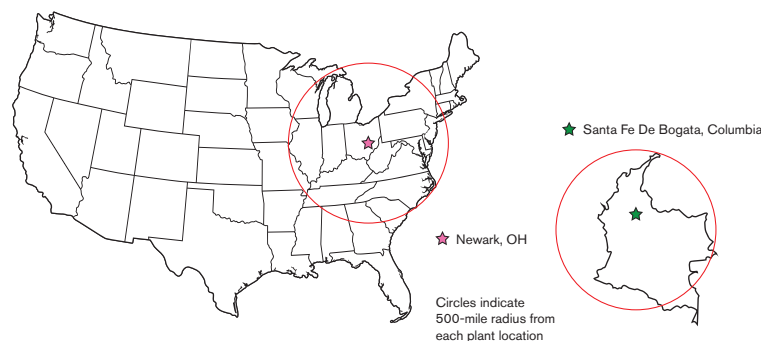 Santa Fe De Bogata, Columbia
Newark, OH
Circles indicate
500-mile radius from
each plant location